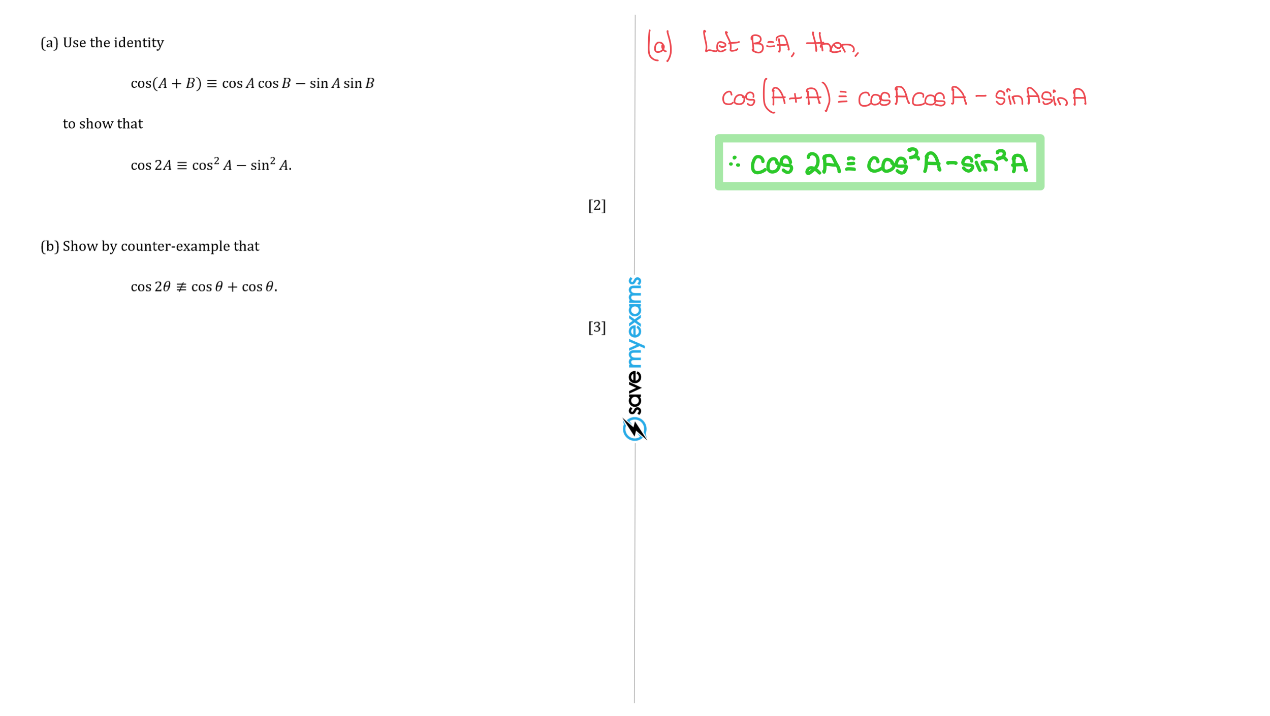 (a) Use the identity
cos(A + B) ≡ cos A cos B − sin A sin B
to show that
cos 2A ≡ cos² A − sin² A.
[2]
(b) Show by counter-example that
cos 2θ ≢ cos θ + cos θ.
[3]
save my exams
(a) Let B=A, then,
cos (A+A) ≡ cosAcosA − sinAsinA
∴ cos 2A ≡ cos²A − sin²A